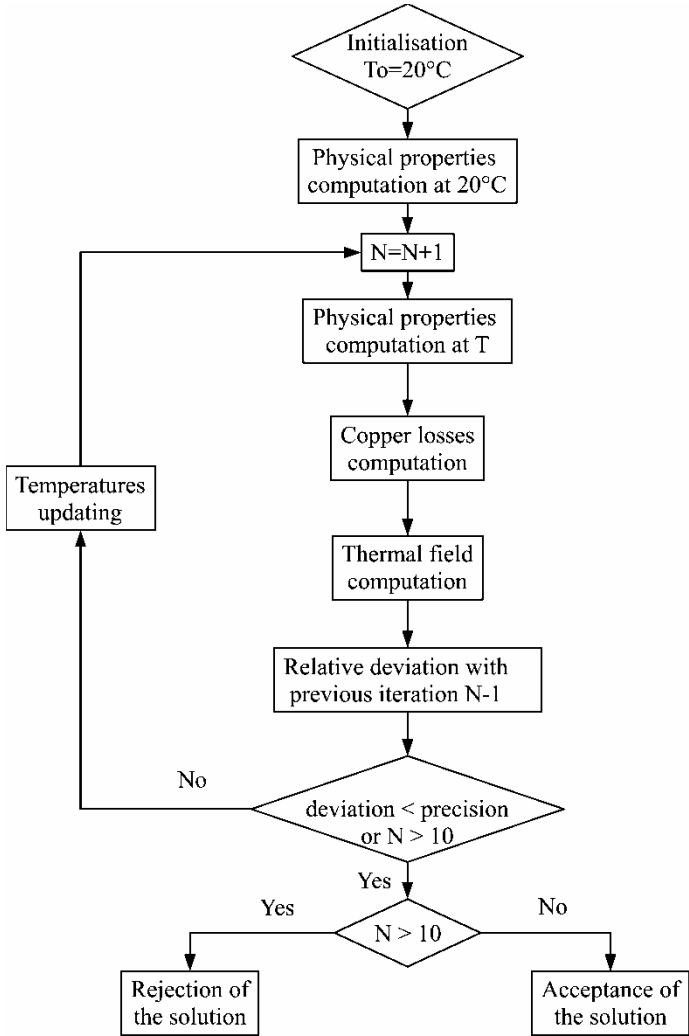 Initialisation
To=20°C
Physical properties
computation at 20°C
N=N+1
Physical properties
computation at T
Copper losses
computation
Temperatures
updating
Thermal field
computation
Relative deviation with
previous iteration N-1
No
deviation < precision
or N > 10
Yes
Yes
N > 10
No
Rejection of
the solution
Acceptance of
the solution